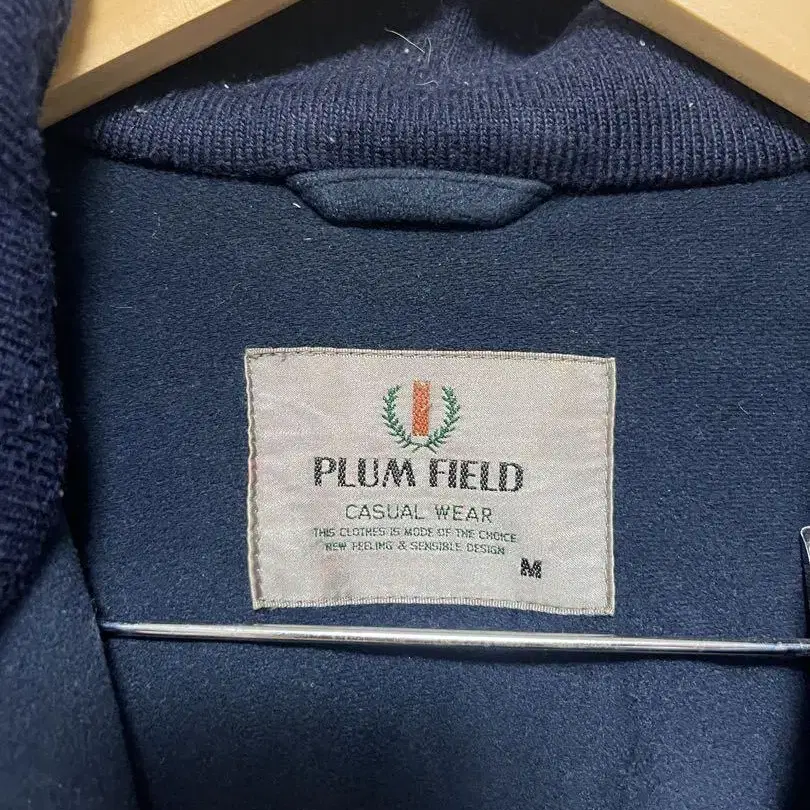 PLUM FIELD
CASUAL WEAR
THIS CLOTHES IS MODE OF THE CHOICE
NEW FEELING & SENSIBLE DESIGN
M